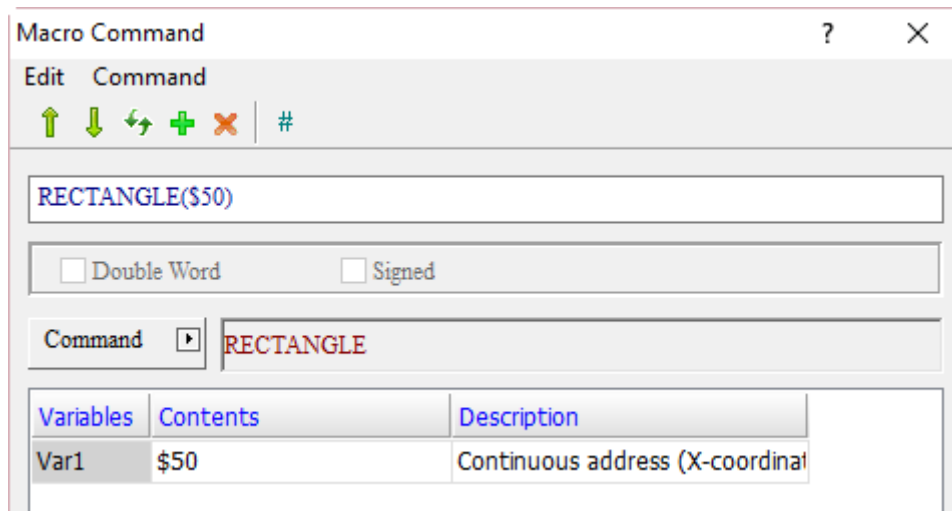 Macro Command ?
Edit Command
#
RECTANGLE($50)
Double Word Signed
Command RECTANGLE
Variables Contents Description
Var1 $50 Continuous address (X-coordinat